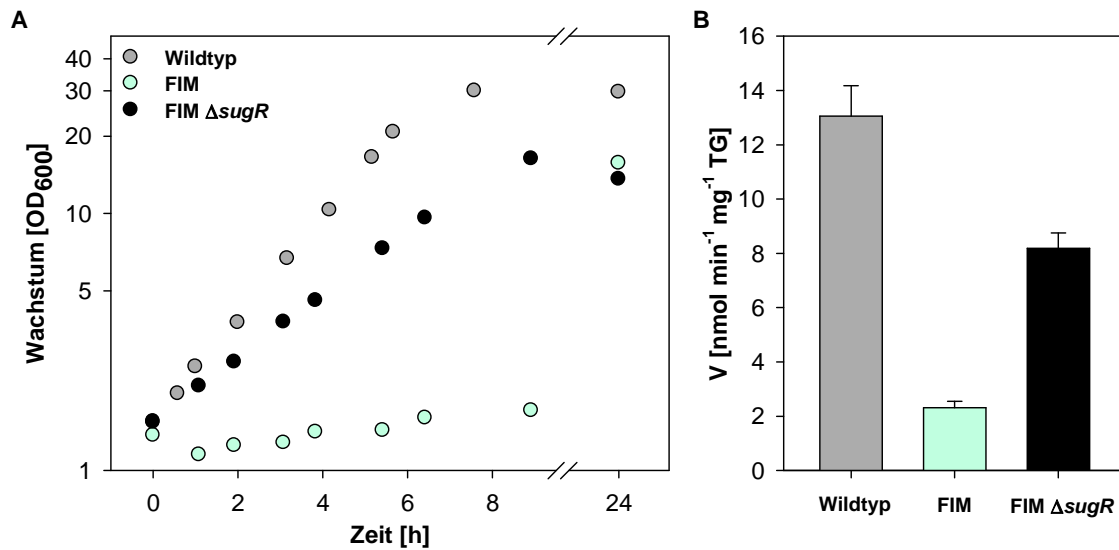 A
Wachstum [OD600]
40
30
20
10
5
1
Wildtyp
FIM
FIM ΔsugR
0
2
4
6
8
24
Zeit [h]
B
V [nmol min-1 mg-1 TG]
16
14
12
10
8
6
4
2
0
Wildtyp
FIM
FIM ΔsugR